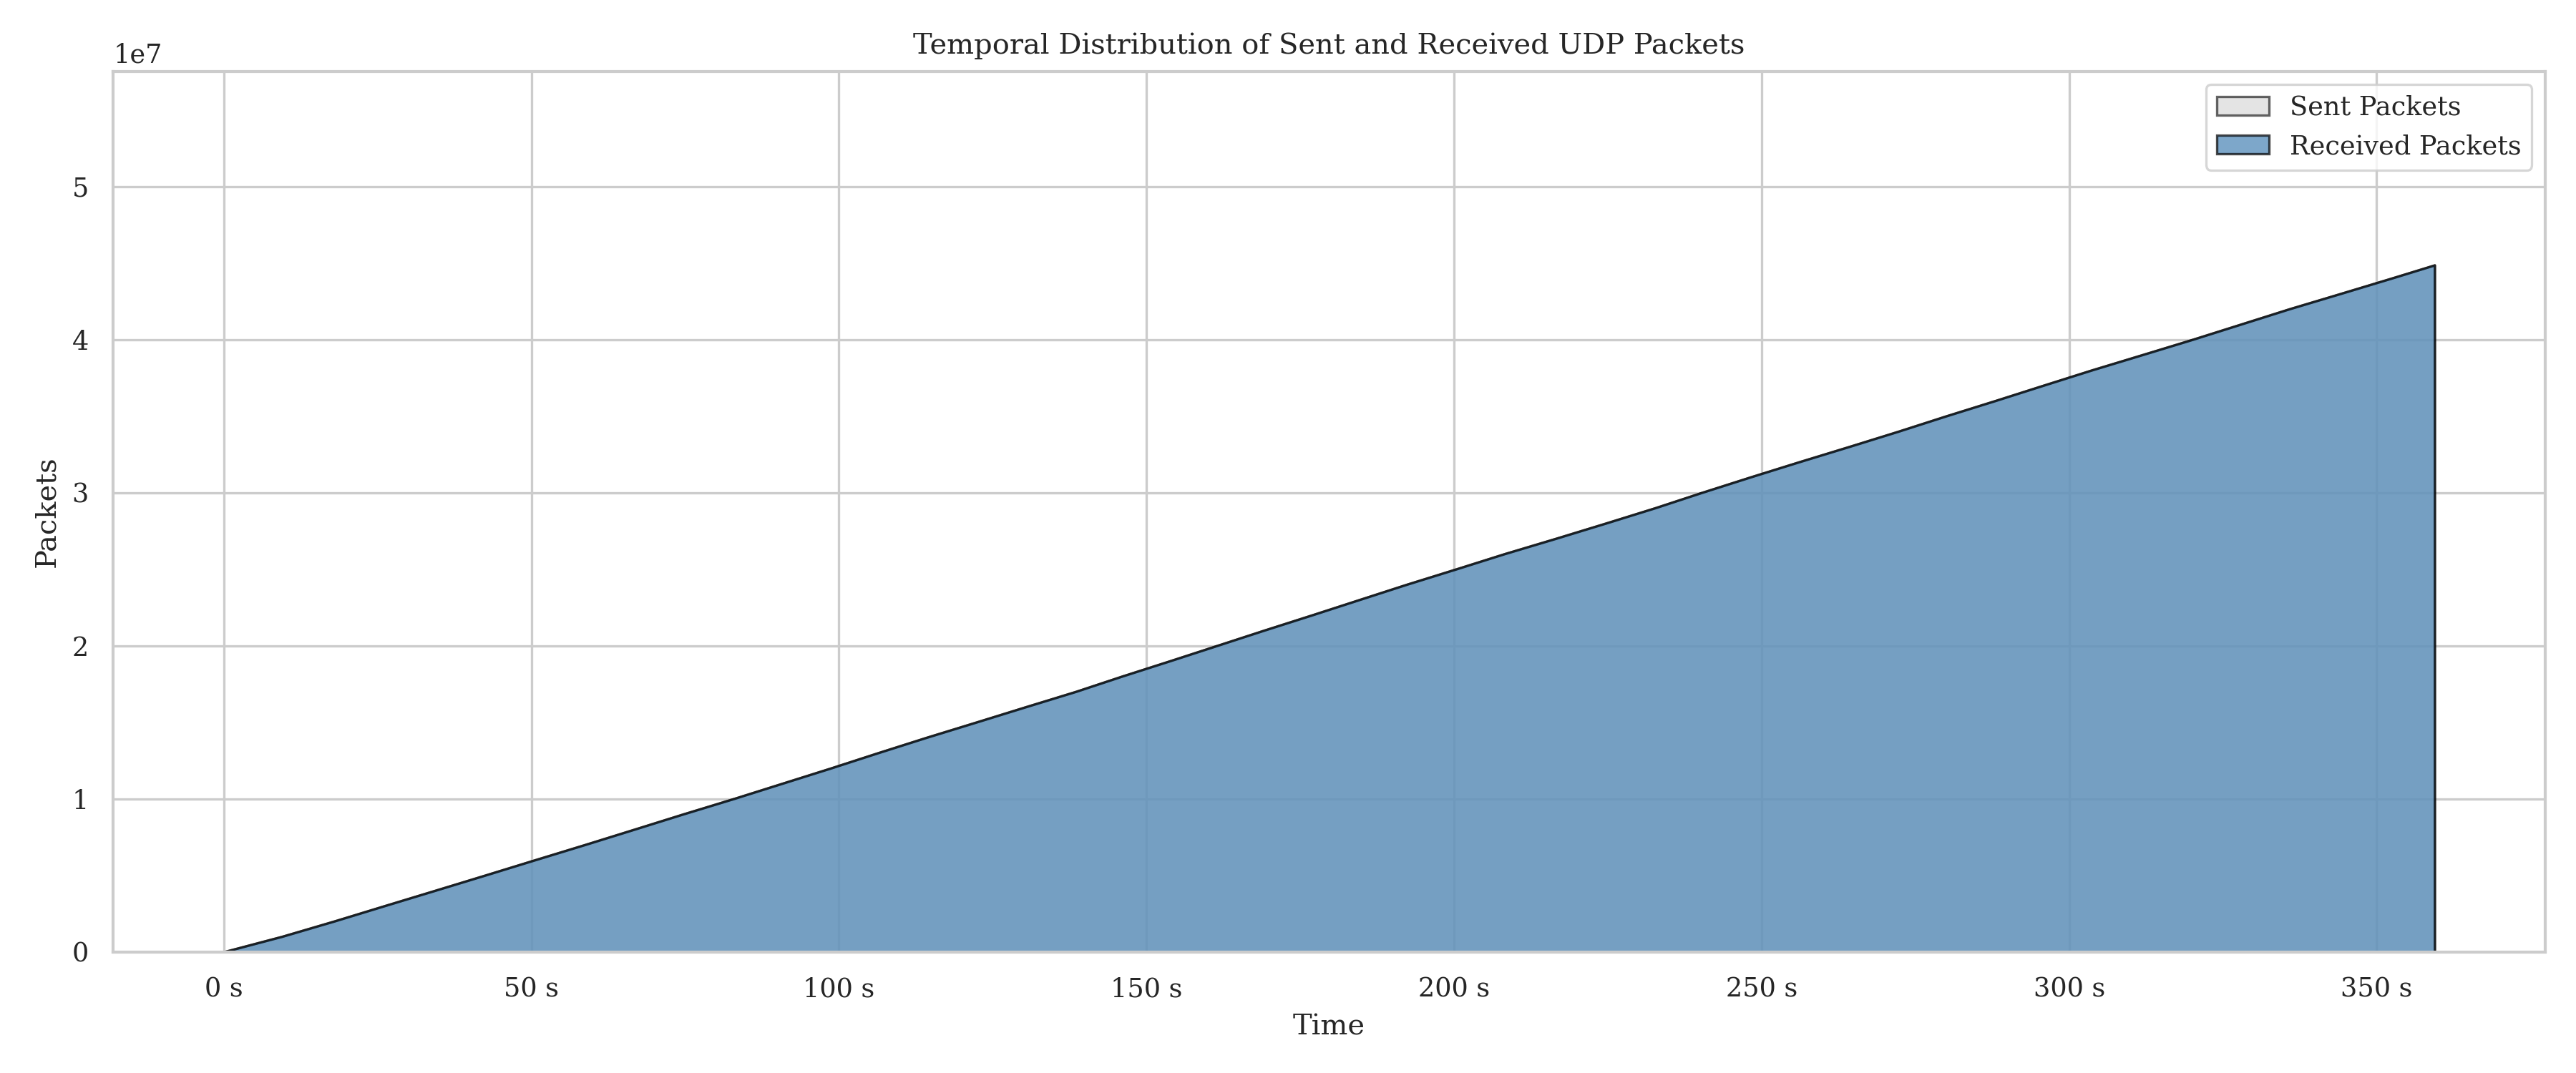 Temporal Distribution of Sent and Received UDP Packets
1e7
Sent Packets
Received Packets
5
4
3
2
1
0
Packets
0 s 50 s 100 s 150 s 200 s 250 s 300 s 350 s
Time